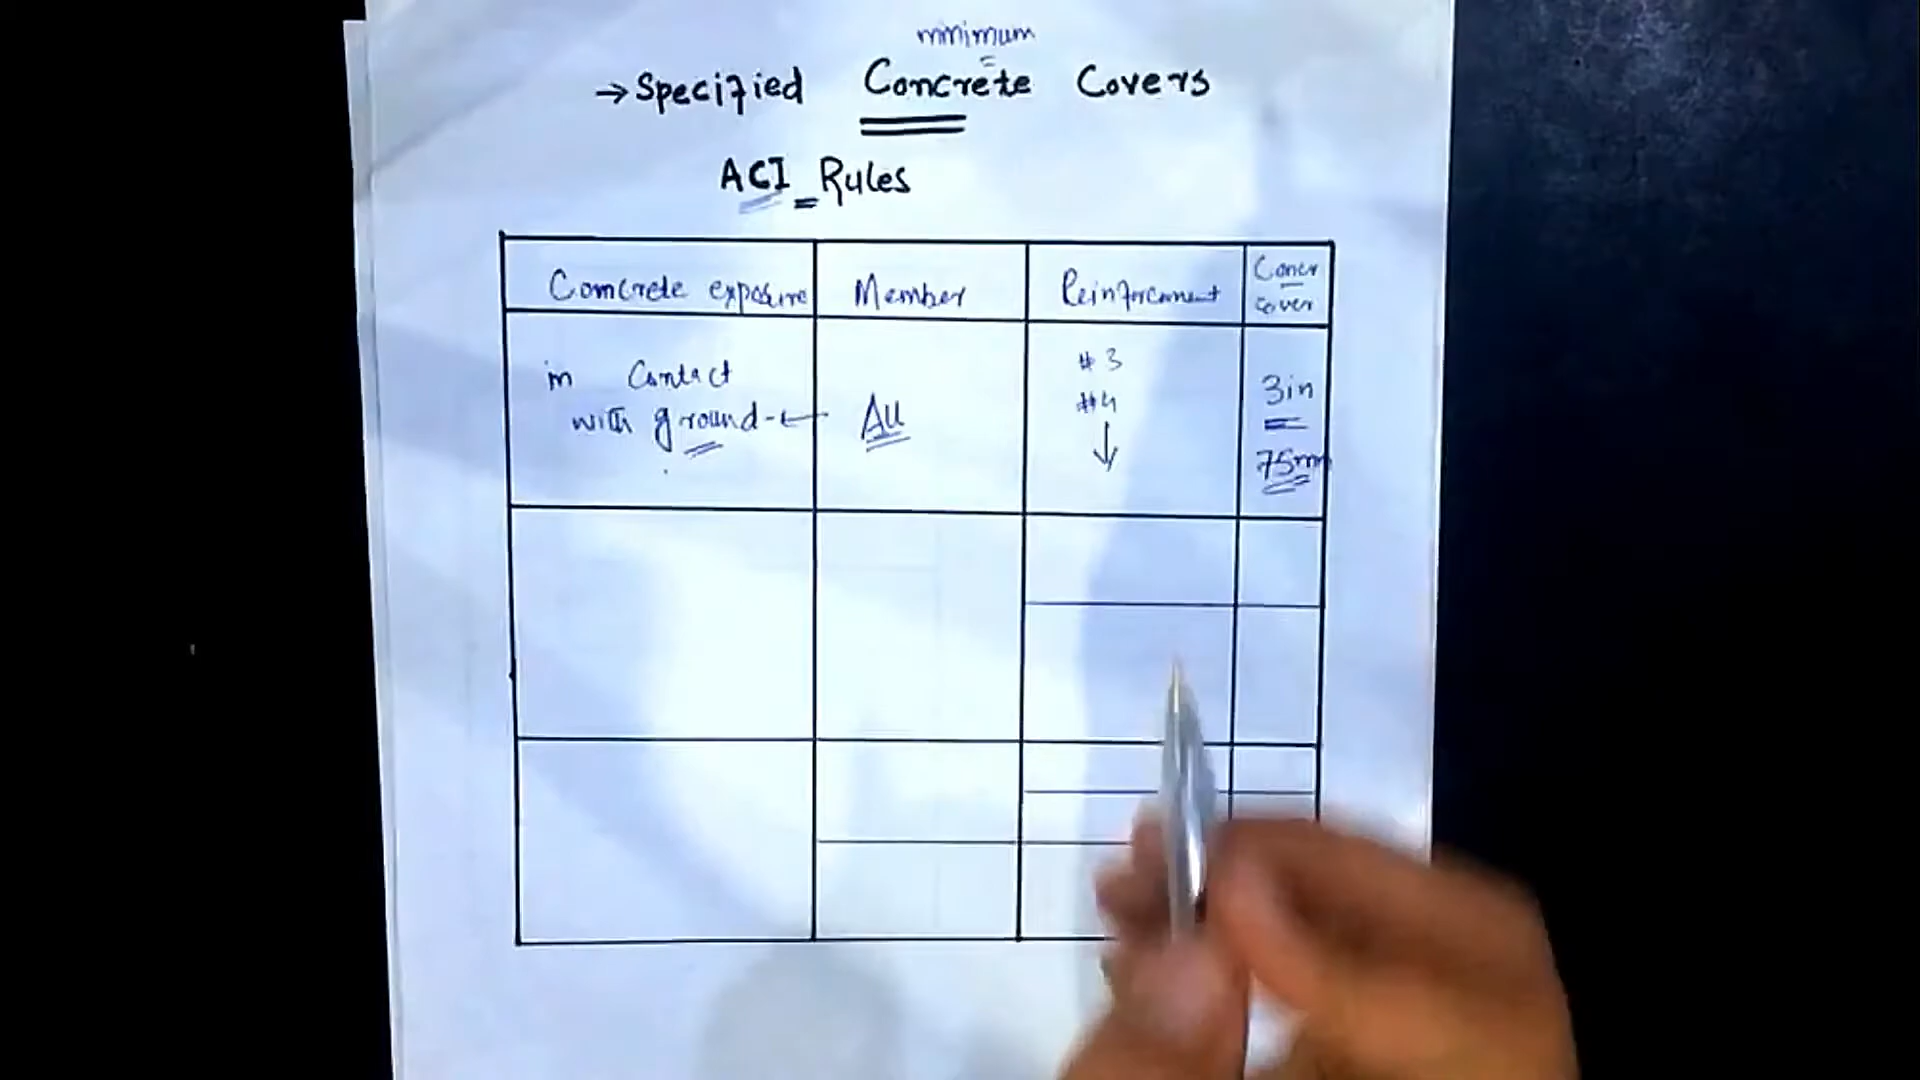 minimum
→ Specified Concrete Covers
ACI Rules
Concrete exposure
Member
Reinforcement
Concr
cover
in Contact
with ground ←
All
#3
#4
↓
3in
75mm